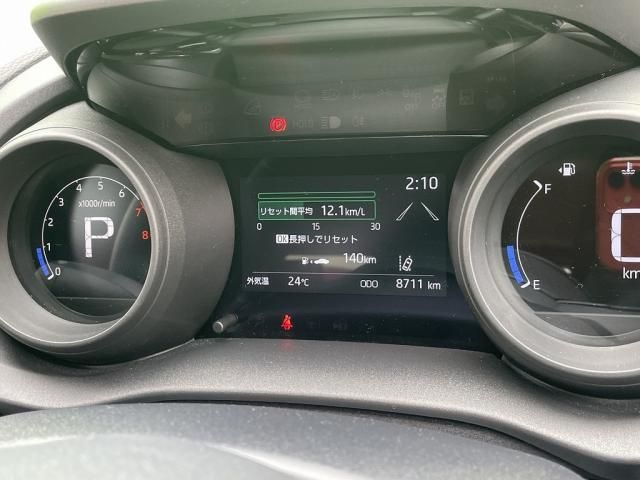 HOLD
2:10
リセット間平均 12.1km/L
0 15 30
OK長押しでリセット
140km
外気温 24℃ ODO 8711 km
x1000r/min
0 1 2 3 4 5 6 7 8
P
F
E
0
km